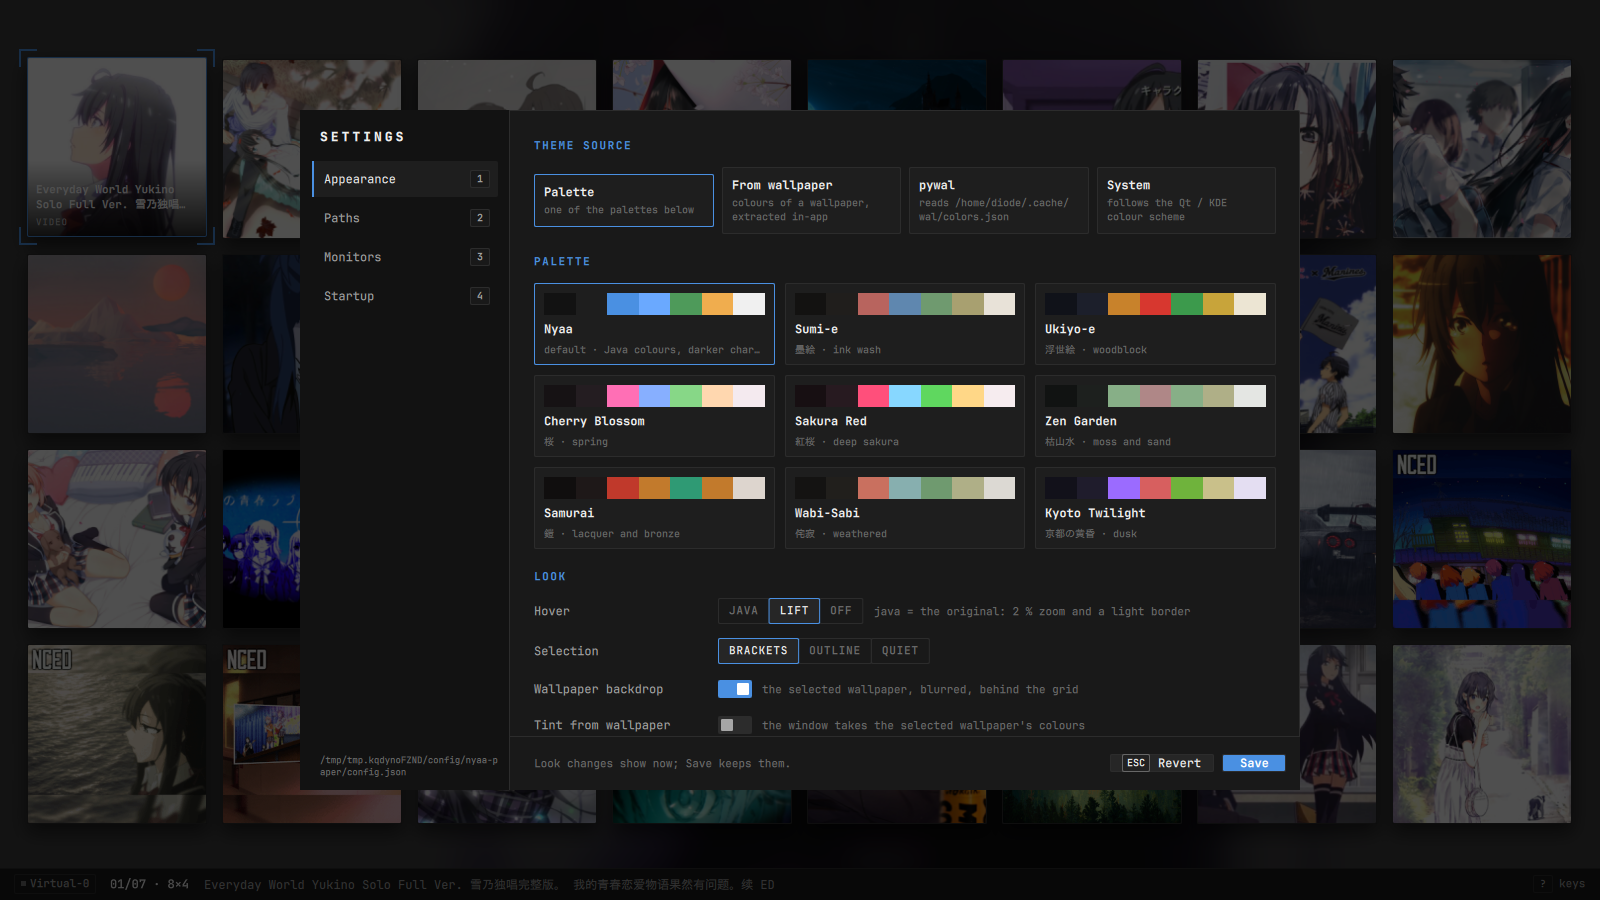 キャラク
SETTINGS
Appearance 1
Paths 2
Monitors 3
Startup 4
/tmp/tmp.kqdynoFZND/config/nyaa-p
aper/config.json
THEME SOURCE
Palette
one of the palettes below
From wallpaper
colours of a wallpaper,
extracted in-app
pywal
reads /home/diode/.cache/
wal/colors.json
System
follows the Qt / KDE
colour scheme
PALETTE
Nyaa
default · Java colours, darker char…
Sumi-e
墨絵 · ink wash
Ukiyo-e
浮世絵 · woodblock
Cherry Blossom
桜 · spring
Sakura Red
紅桜 · deep sakura
Zen Garden
枯山水 · moss and sand
Samurai
鎧 · lacquer and bronze
Wabi-Sabi
侘寂 · weathered
Kyoto Twilight
京都の黄昏 · dusk
LOOK
Hover JAVA LIFT OFF java = the original: 2 % zoom and a light border
Selection BRACKETS OUTLINE QUIET
Wallpaper backdrop the selected wallpaper, blurred, behind the grid
Tint from wallpaper the window takes the selected wallpaper's colours
Look changes show now; Save keeps them.
ESC Revert Save
Everyday World Yukino
Solo Full Ver. 雪乃独唱…
VIDEO
の青春ラブ
NCED
NCED
NCED
Virtual-0 01/07 · 8×4 Everyday World Yukino Solo Full Ver. 雪乃独唱完整版。 我的青春恋爱物语果然有问题。续 ED
? keys